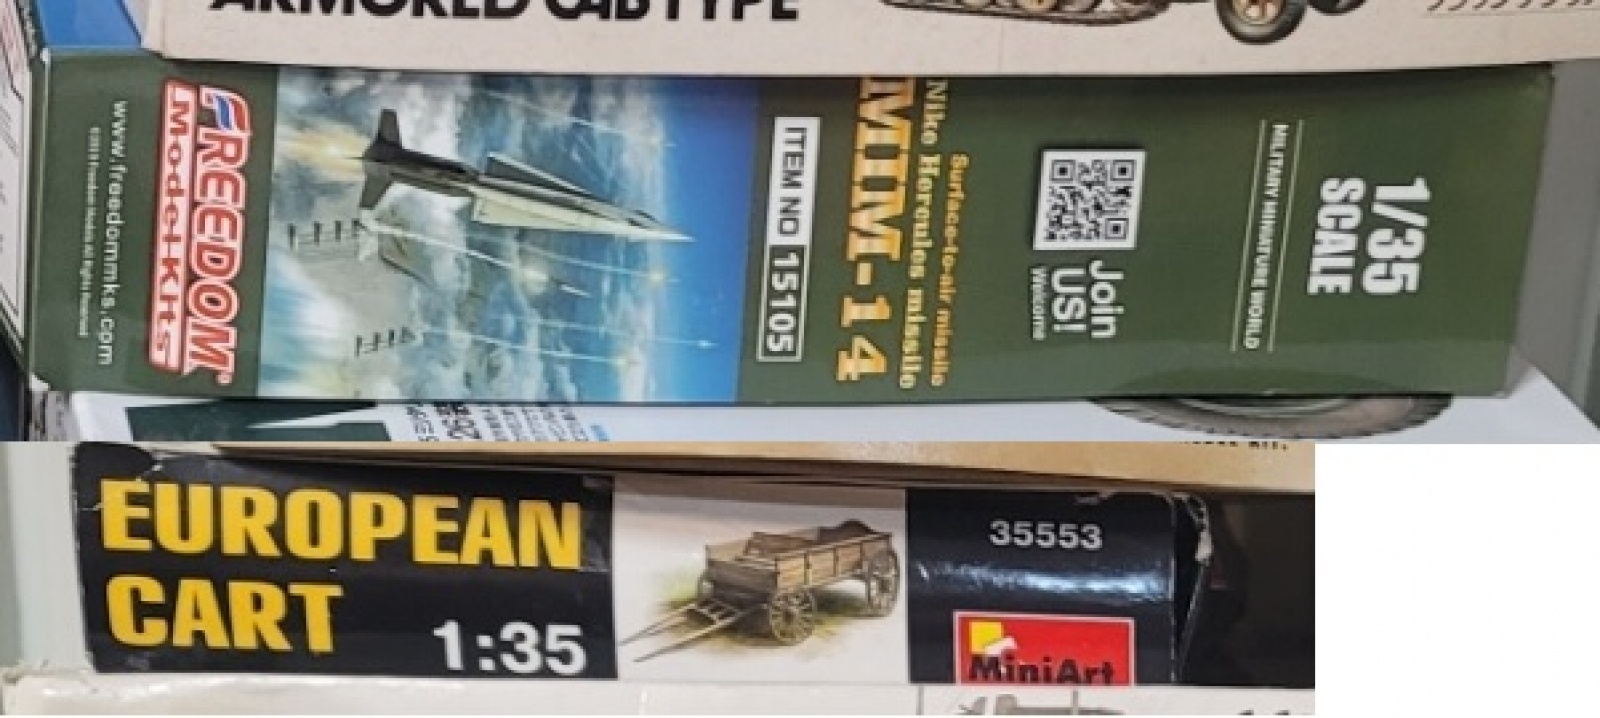 ARMORED CAB TYPE
FREEDOM
Model Kits
www.freedommks.com
ITEM NO 15105
MIM-14
Nike Hercules missile
Surface-to-air missile
Join
US!
Welcome
MILITARY MINIATURE WORLD
1/35
SCALE
EUROPEAN
CART
1:35
35553
MiniArt